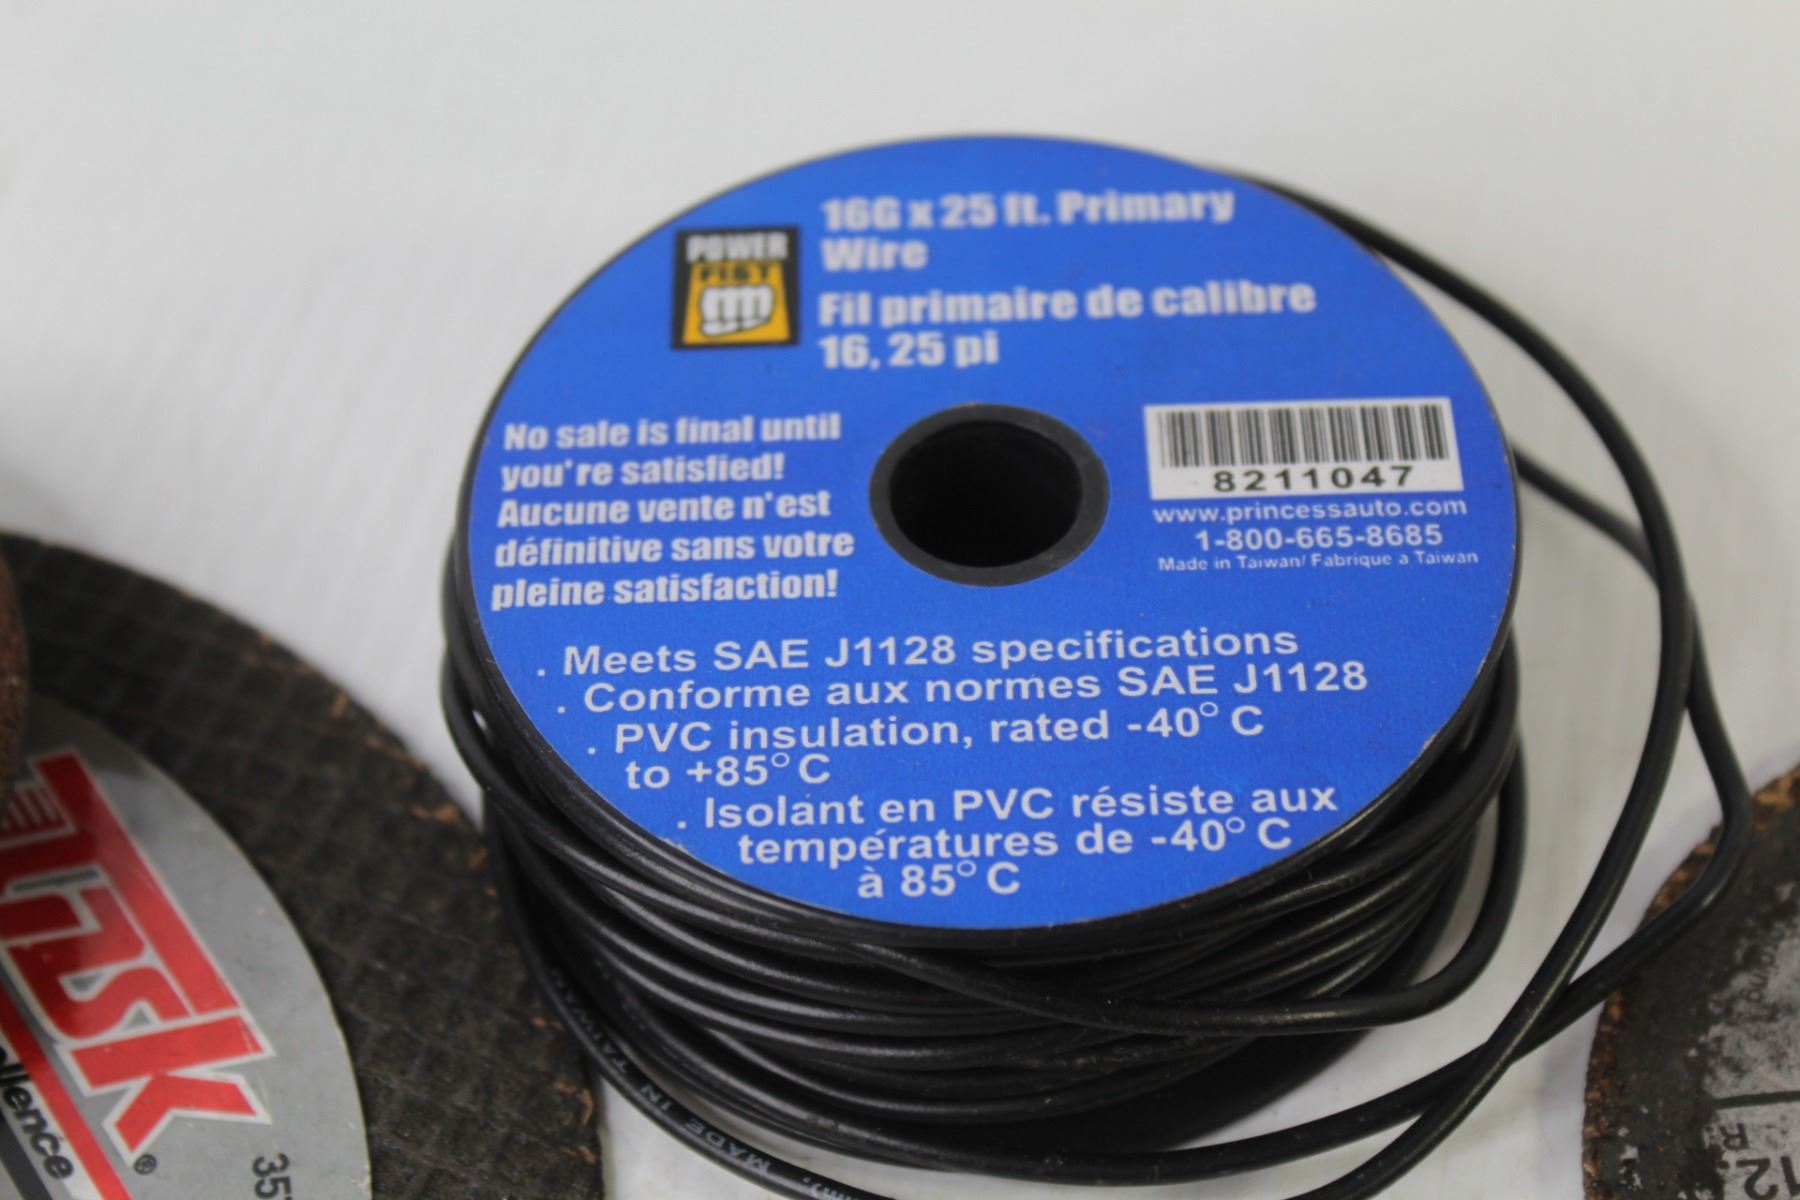 POWER
FIST
16G x 25 ft. Primary
Wire
Fil primaire de calibre
16, 25 pi
No sale is final until
you're satisfied!
Aucune vente n'est
définitive sans votre
pleine satisfaction!
8211047
www.princessauto.com
1-800-665-8685
Made in Taiwan/ Fabrique a Taiwan
. Meets SAE J1128 specifications
. Conforme aux normes SAE J1128
. PVC insulation, rated -40° C
to +85° C
. Isolant en PVC résiste aux
températures de -40° C
à 85° C
MADE IN TAIWAN
®